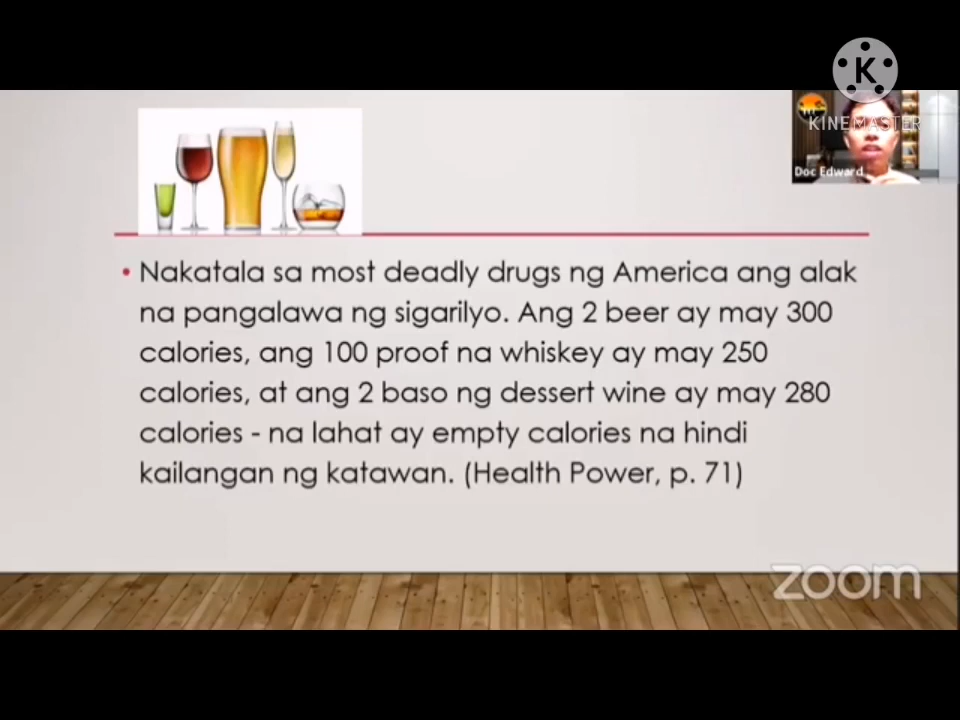 K
KINEMASTER
Doc Edward
• Nakatala sa most deadly drugs ng America ang alak
na pangalawa ng sigarilyo. Ang 2 beer ay may 300
calories, ang 100 proof na whiskey ay may 250
calories, at ang 2 baso ng dessert wine ay may 280
calories - na lahat ay empty calories na hindi
kailangan ng katawan. (Health Power, p. 71)
zoom